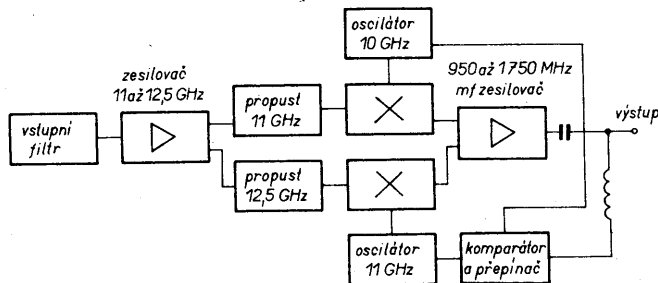 oscilátor
10 GHz
zesilovač
11 až 12,5 GHz
950 až 1750 MHz
mf zesilovač
propust
11 GHz
výstup
vstupní
filtr
propust
12,5 GHz
oscilátor
11 GHz
komparátor
a přepínač